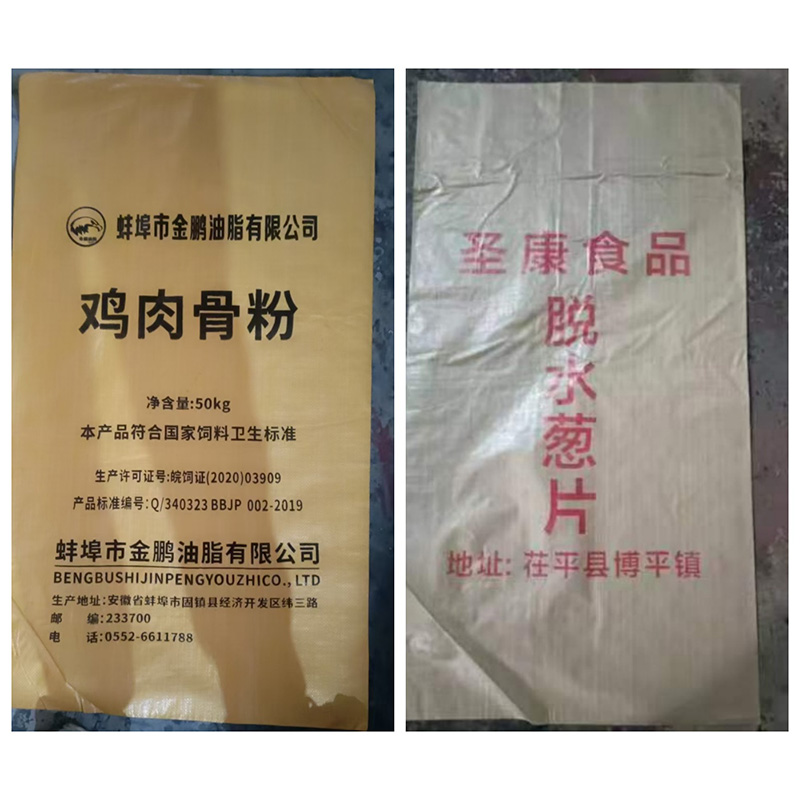 蚌埠市金鹏油脂有限公司
鸡肉骨粉
净含量:50kg
本产品符合国家饲料卫生标准
生产许可证号:皖饲证(2020)03909
产品标准编号:Q/340323 BBJP 002-2019
蚌埠市金鹏油脂有限公司
BENGBUSHIJINPENGYOUZHICO.,LTD
生产地址:安徽省蚌埠市固镇县经济开发区纬三路
邮 编:233700
电 话:0552-6611788
圣康食品
脱水葱片
地址:茌平县博平镇